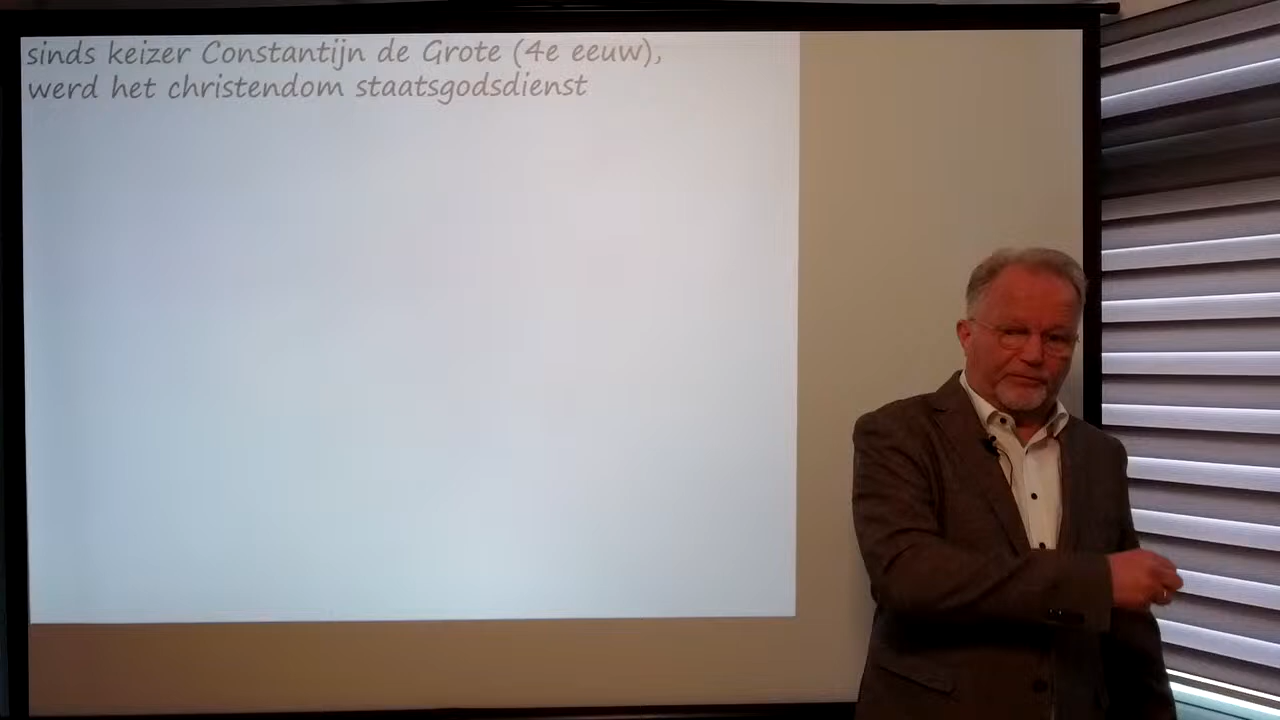 sinds keizer Constantijn de Grote (4e eeuw),
werd het christendom staatsgodsdienst